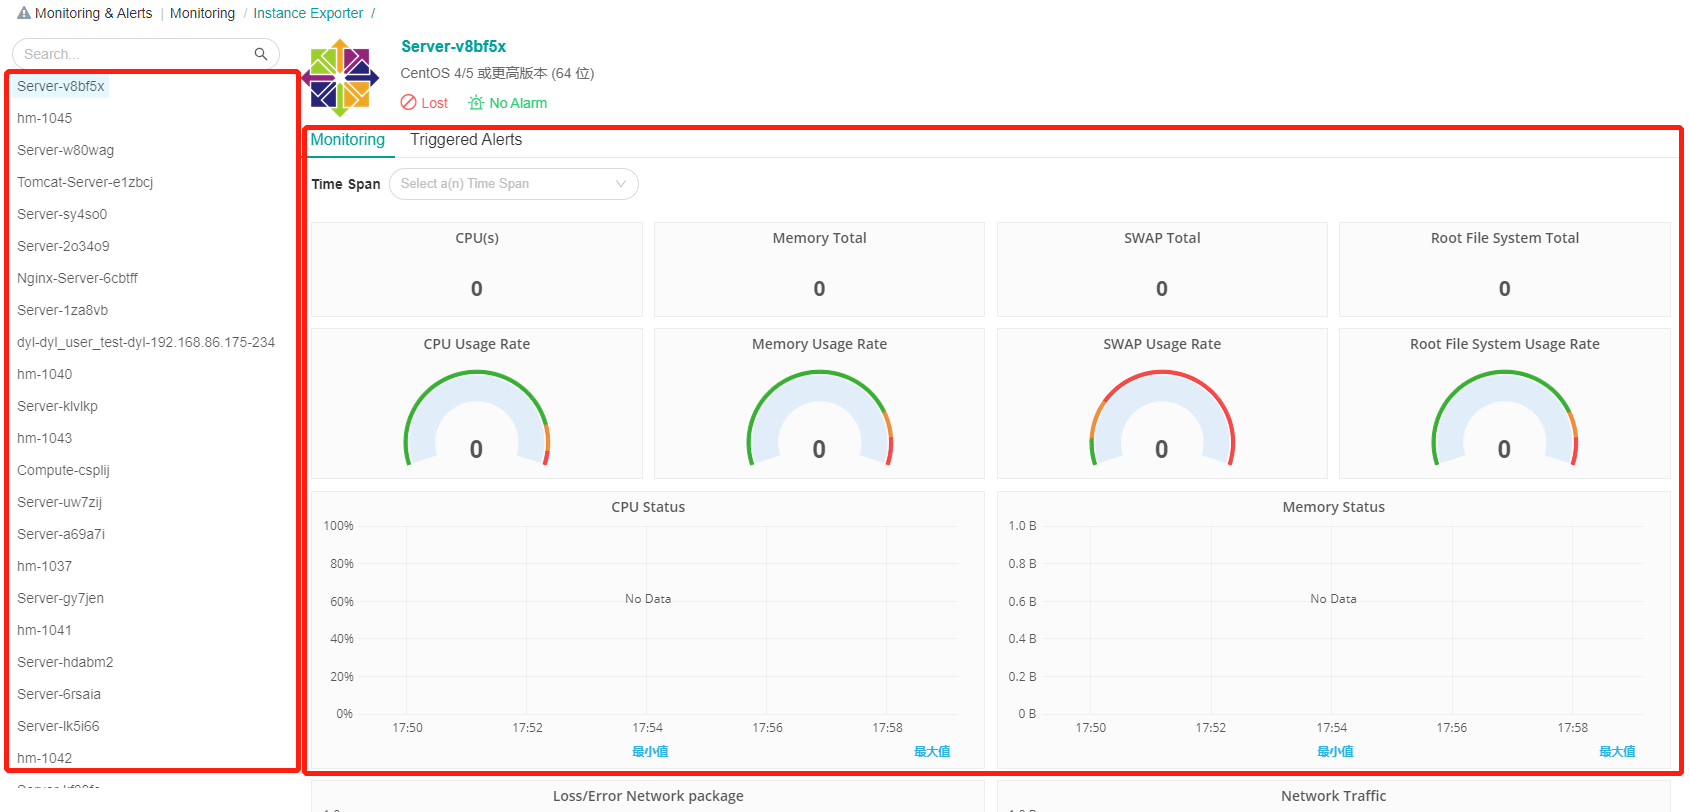 Monitoring & Alerts | Monitoring / Instance Exporter /
Search...
Server-v8bf5x
hm-1045
Server-w80wag
Tomcat-Server-e1zbcj
Server-sy4so0
Server-2o34o9
Nginx-Server-6cbtff
Server-1za8vb
dyl-dyl_user_test-dyl-192.168.86.175-234
hm-1040
Server-klvlkp
hm-1043
Compute-csplij
Server-uw7zij
Server-a69a7i
hm-1037
Server-gy7jen
hm-1041
Server-hdabm2
Server-6rsaia
Server-lk5i66
hm-1042
Server-v8bf5x
CentOS 4/5 或更高版本 (64 位)
Lost No Alarm
Monitoring Triggered Alerts
Time Span Select a(n) Time Span
CPU(s) Memory Total SWAP Total Root File System Total
0 0 0 0
CPU Usage Rate Memory Usage Rate SWAP Usage Rate Root File System Usage Rate
0 0 0 0
CPU Status
100%
80%
No Data
60%
40%
20%
0%
17:50 17:52 17:54 17:56 17:58
最小值 最大值
Memory Status
1.0 B
0.8 B
No Data
0.6 B
0.4 B
0.2 B
0 B
17:50 17:52 17:54 17:56 17:58
最小值 最大值
Loss/Error Network package Network Traffic